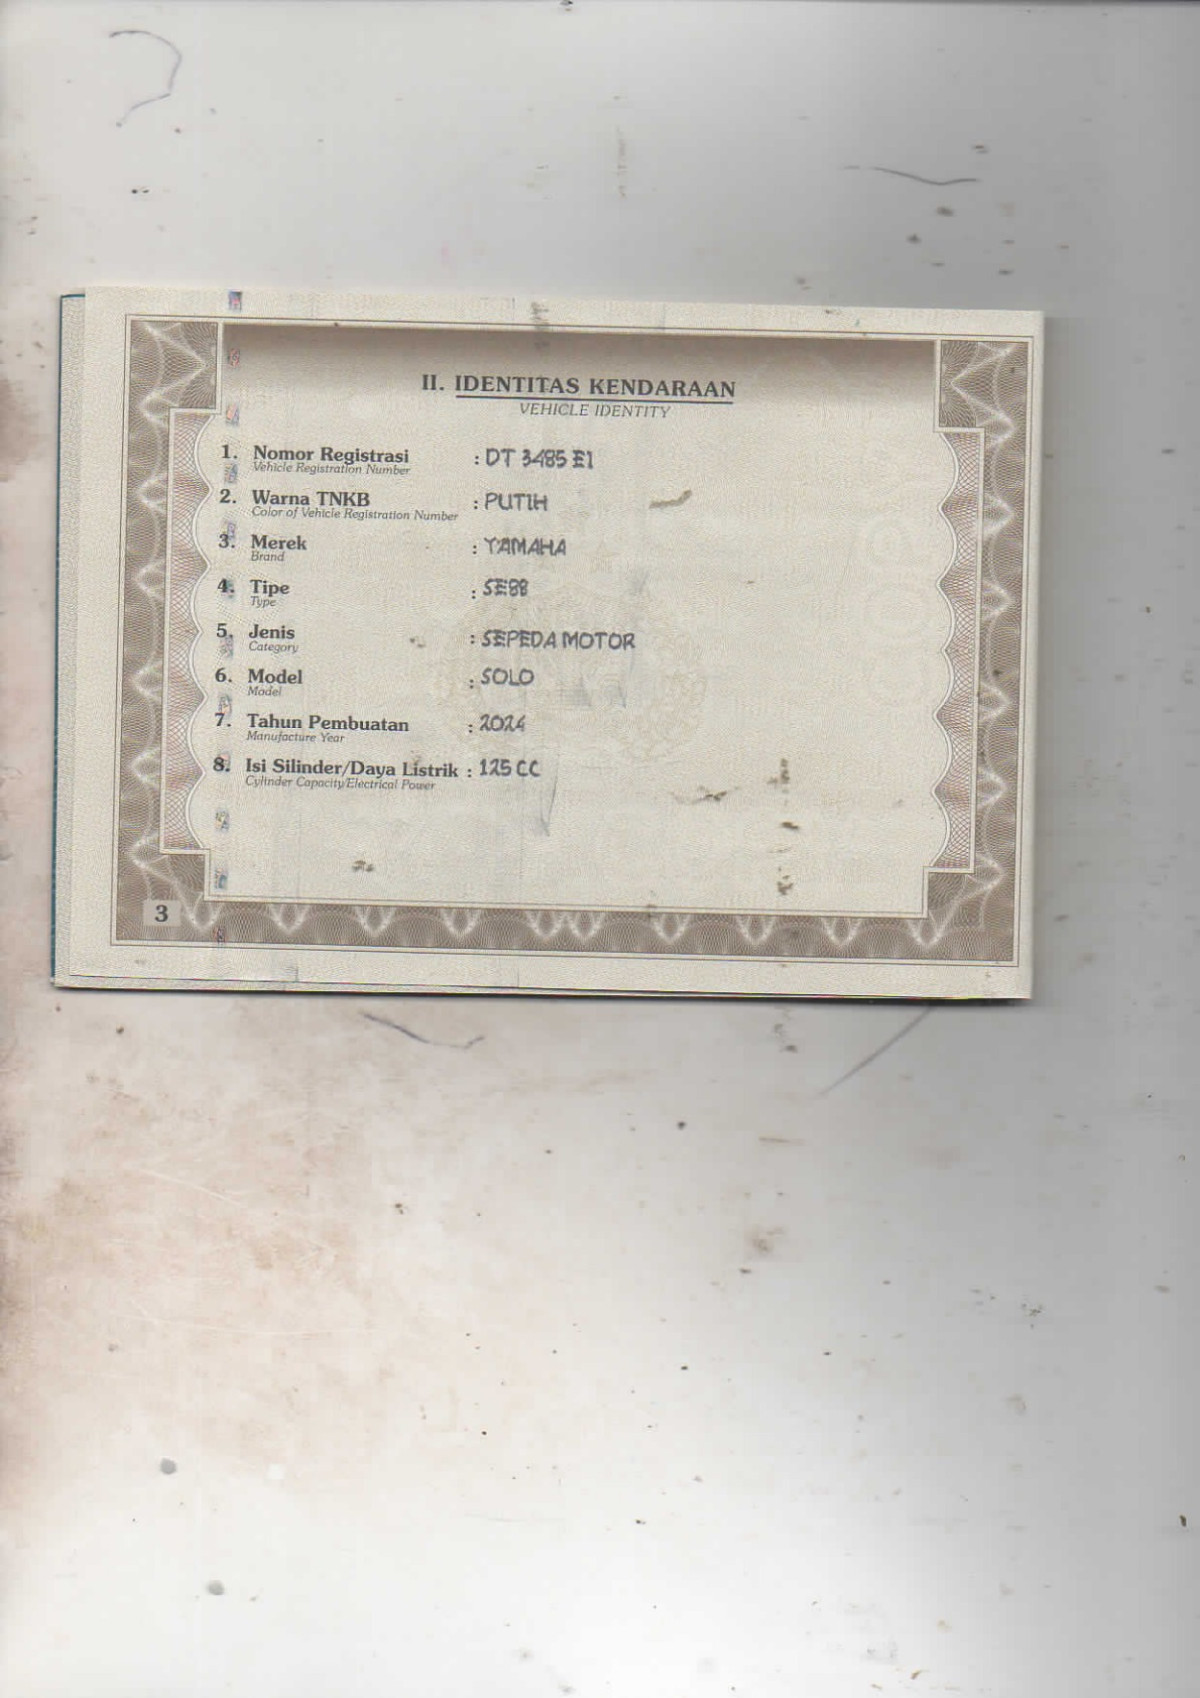 II. IDENTITAS KENDARAAN
VEHICLE IDENTITY
1. Nomor Registrasi : DT 3485 EI
Vehicle Registration Number
2. Warna TNKB : PUTIH
Color of Vehicle Registration Number
3. Merek : YAMAHA
Brand
4. Tipe : SE88
Type
5. Jenis : SEPEDA MOTOR
Category
6. Model : SOLO
Model
7. Tahun Pembuatan : 2024
Manufacture Year
8. Isi Silinder/Daya Listrik : 125 CC
Cylinder Capacity/Electrical Power
3